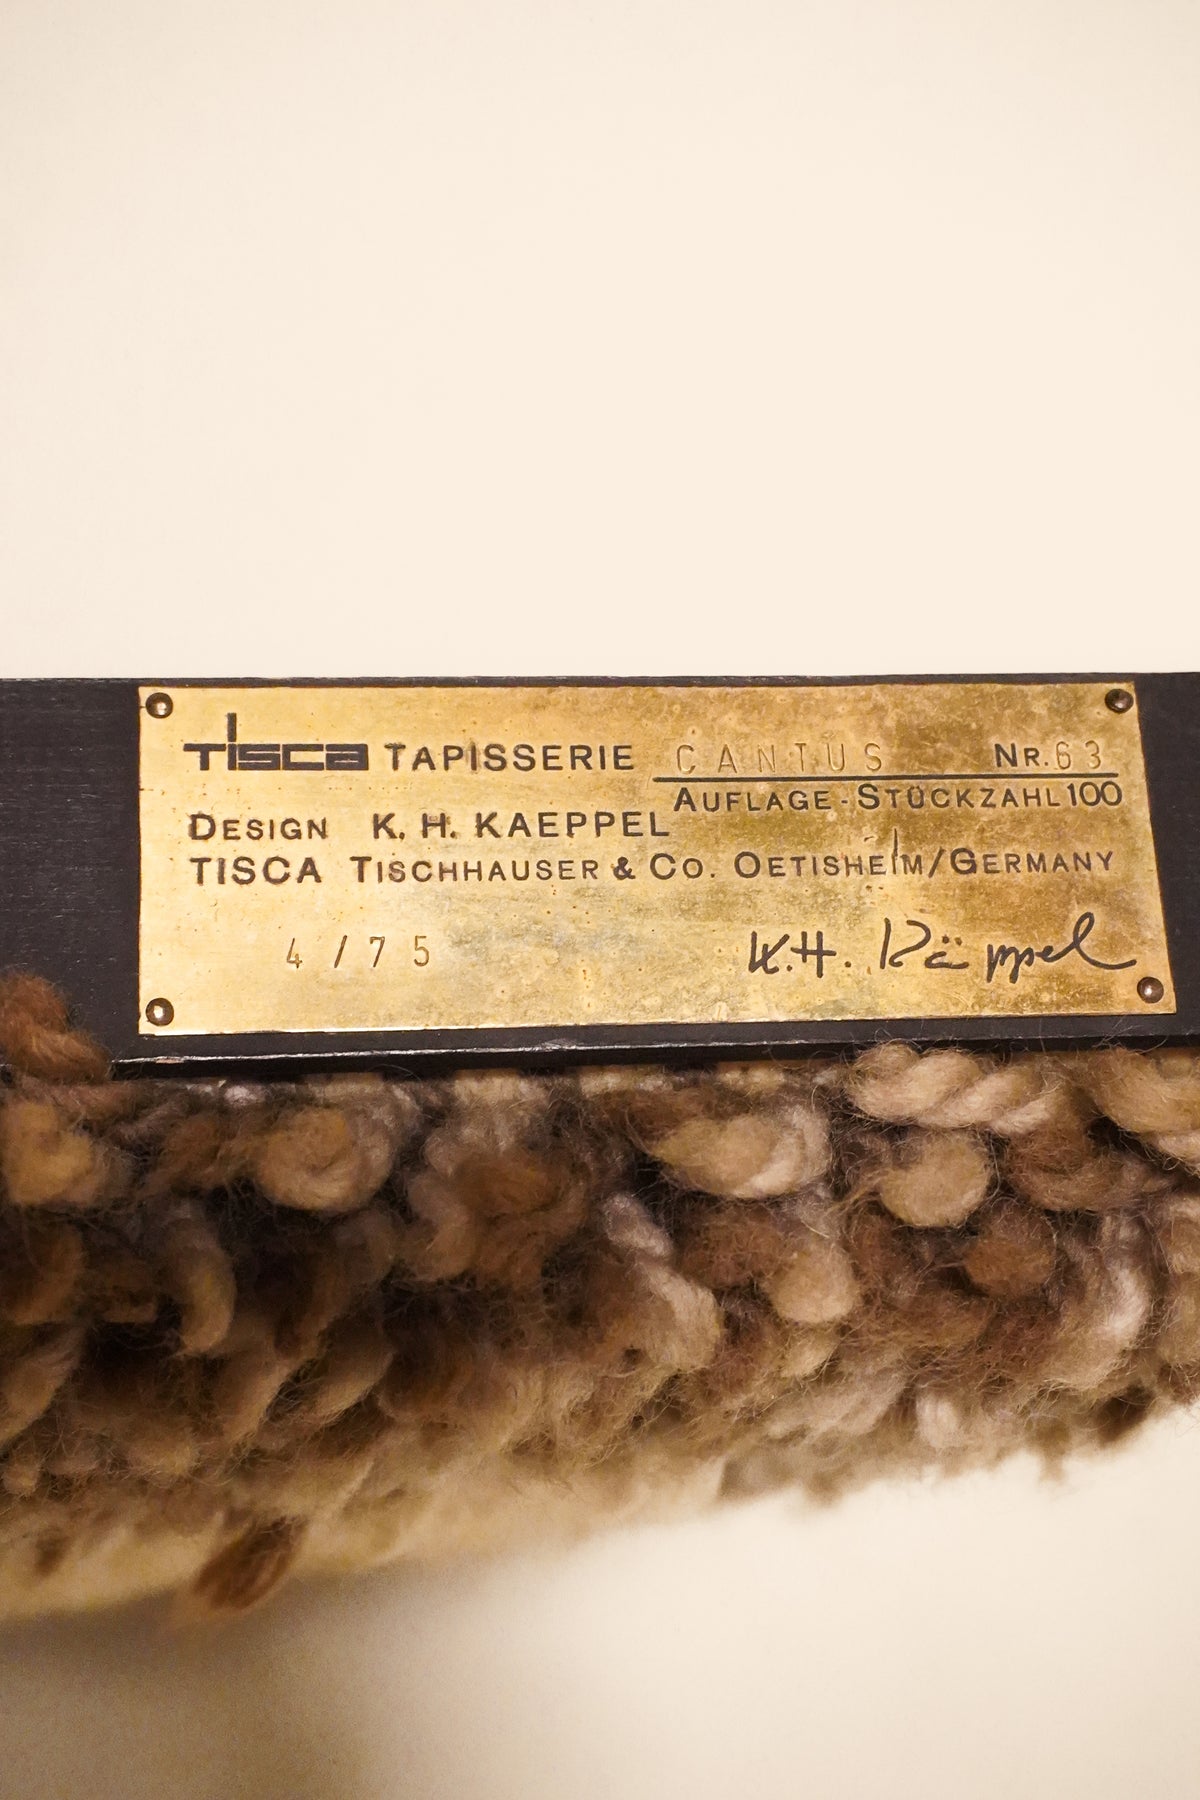 TISCA TAPISSERIE CANTUS NR. 63
AUFLAGE-STÜCKZAHL 100
DESIGN K. H. KAEPPEL
TISCA TISCHHAUSER & CO. OETISHEIM/GERMANY
4/75 K.H. Käppel